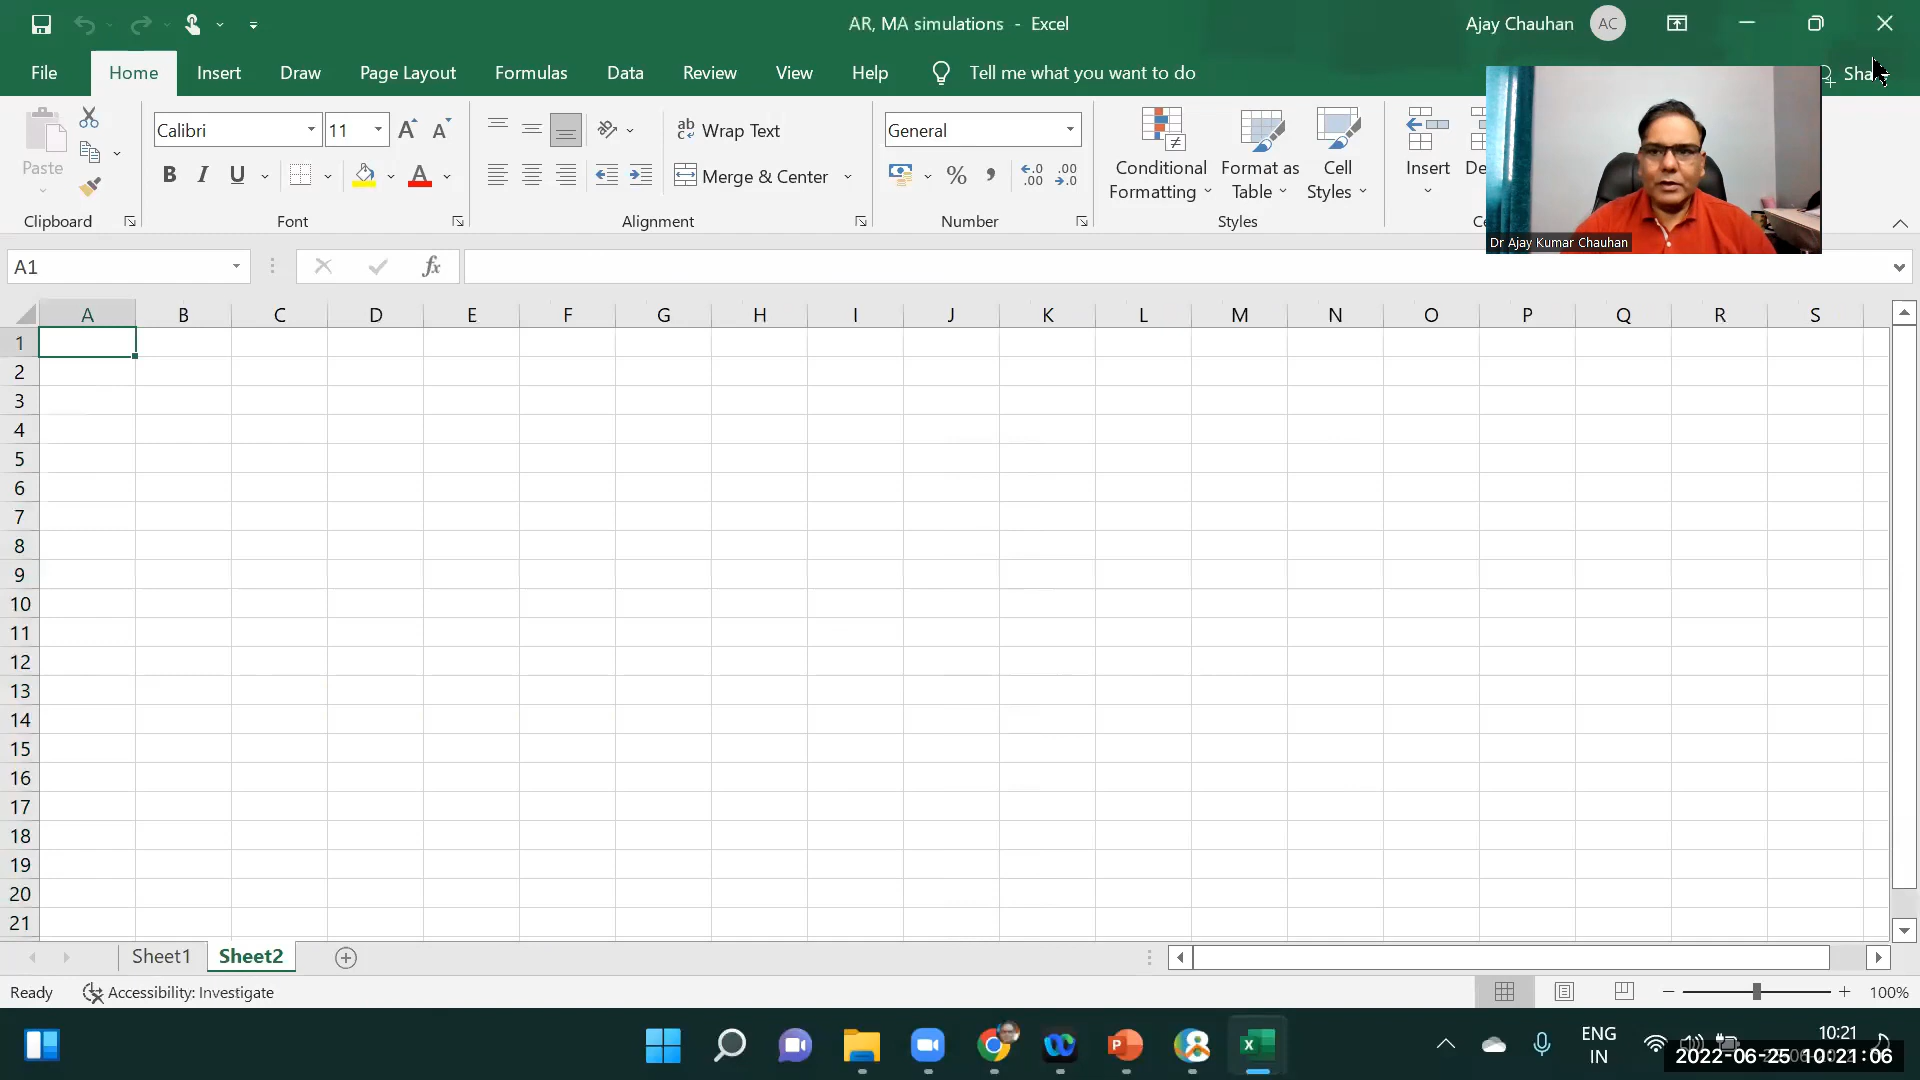 AR, MA simulations - Excel
Ajay Chauhan AC
File Home Insert Draw Page Layout Formulas Data Review View Help Tell me what you want to do
Paste
Clipboard
Calibri 11
B I U A
Font
ab Wrap Text
Merge & Center
Alignment
General
%
Number
Conditional Formatting
Format as Table
Cell Styles
Styles
Insert
Dr Ajay Kumar Chauhan
A1 fx
A B C D E F G H I J K L M N O P Q R S
1
2
3
4
5
6
7
8
9
10
11
12
13
14
15
16
17
18
19
20
21
Sheet1 Sheet2
Ready Accessibility: Investigate 100%
ENG
IN
10:21
2022-06-25 10:21:06